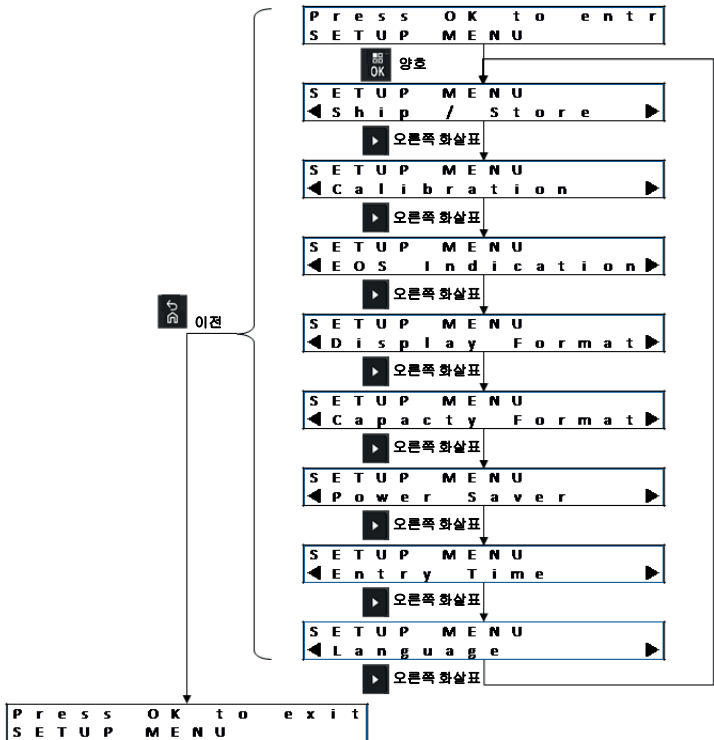 Press OK to entr
SETUP MENU
OK 양호
SETUP MENU
Ship / Store
오른쪽 화살표
SETUP MENU
Calibration
오른쪽 화살표
SETUP MENU
EOS Indication
오른쪽 화살표
이전
SETUP MENU
Display Format
오른쪽 화살표
SETUP MENU
Capacty Format
오른쪽 화살표
SETUP MENU
Power Saver
오른쪽 화살표
SETUP MENU
Entry Time
오른쪽 화살표
SETUP MENU
Language
오른쪽 화살표
Press OK to exit
SETUP MENU